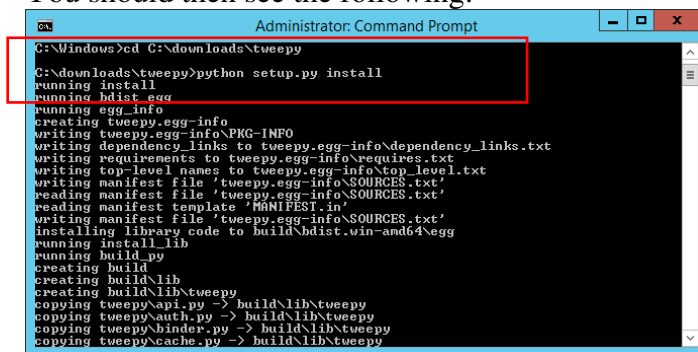 You should then see the following:
Administrator: Command Prompt
C:\Windows>cd C:\downloads\tweepy
C:\downloads\tweepy>python setup.py install
running install
running bdist_egg
running egg_info
creating tweepy.egg-info
writing tweepy.egg-info\PKG-INFO
writing dependency_links to tweepy.egg-info\dependency_links.txt
writing requirements to tweepy.egg-info\requires.txt
writing top-level names to tweepy.egg-info\top_level.txt
writing manifest file 'tweepy.egg-info\SOURCES.txt'
reading manifest file 'tweepy.egg-info\SOURCES.txt'
reading manifest template 'MANIFEST.in'
writing manifest file 'tweepy.egg-info\SOURCES.txt'
installing library code to build\bdist.win-amd64\egg
running install_lib
running build_py
creating build
creating build\lib
creating build\lib\tweepy
copying tweepy\api.py -> build\lib\tweepy
copying tweepy\auth.py -> build\lib\tweepy
copying tweepy\binder.py -> build\lib\tweepy
copying tweepy\cache.py -> build\lib\tweepy